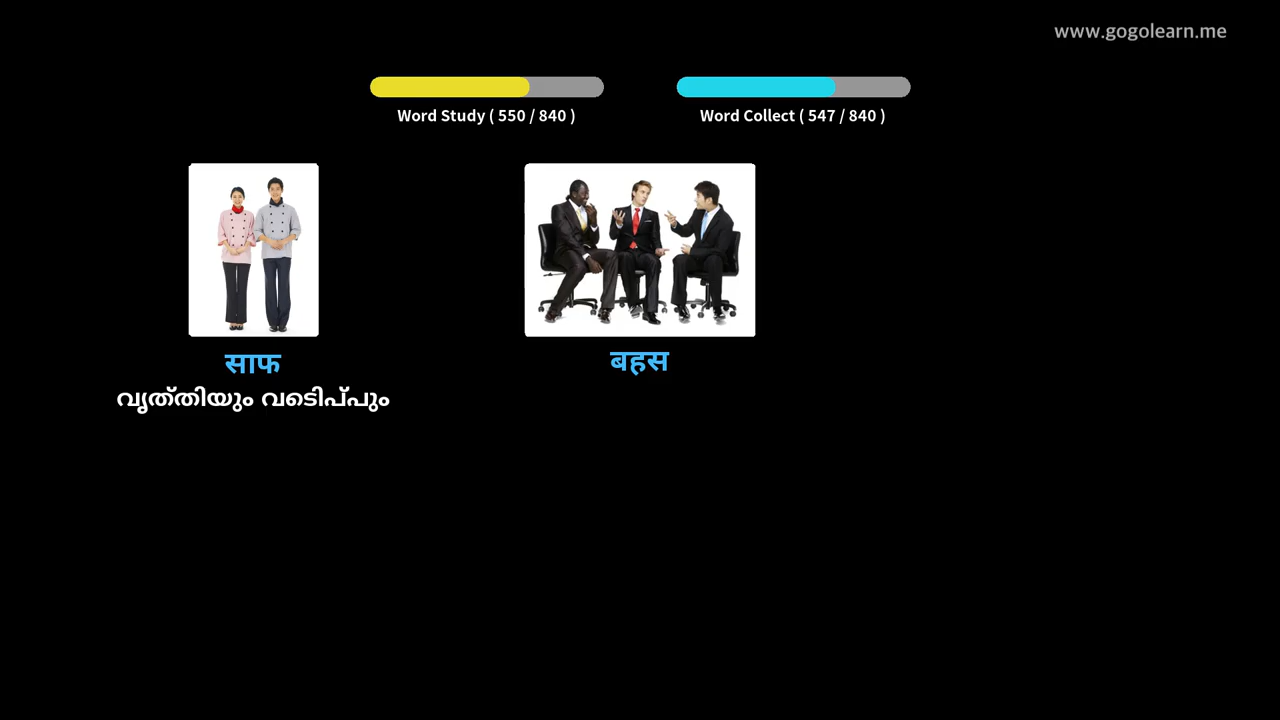 www.gogolearn.me
Word Study ( 550 / 840 )
Word Collect ( 547 / 840 )
साफ
बहस
വൃത്തിയും വെടിപ്പും